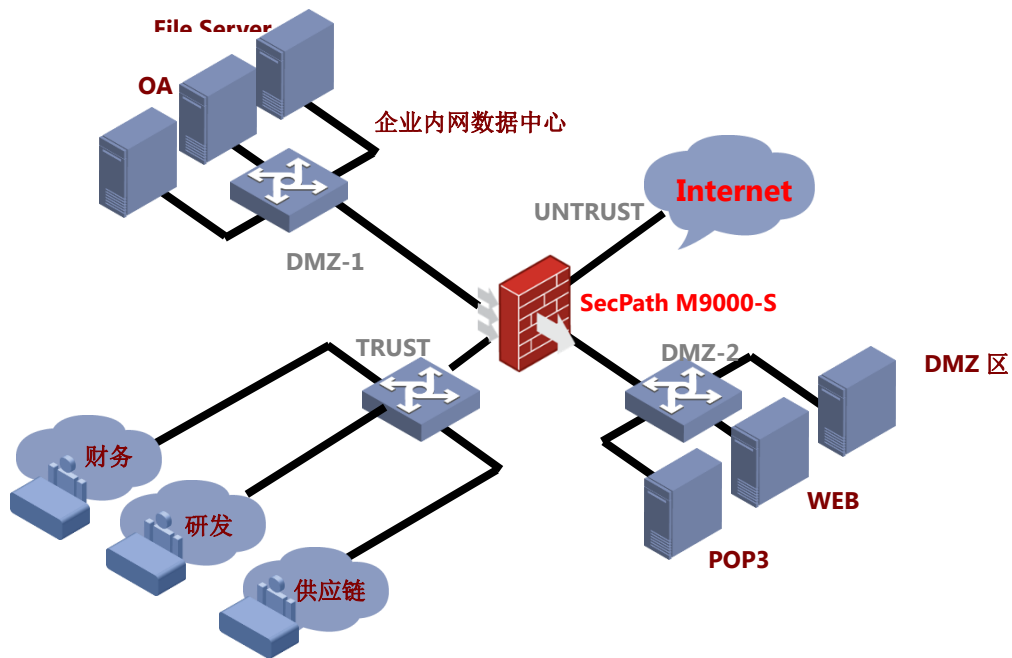 File Server
OA
企业内网数据中心
Internet
UNTRUST
DMZ-1
SecPath M9000-S
TRUST
DMZ-2
DMZ 区
财务
WEB
研发
POP3
供应链